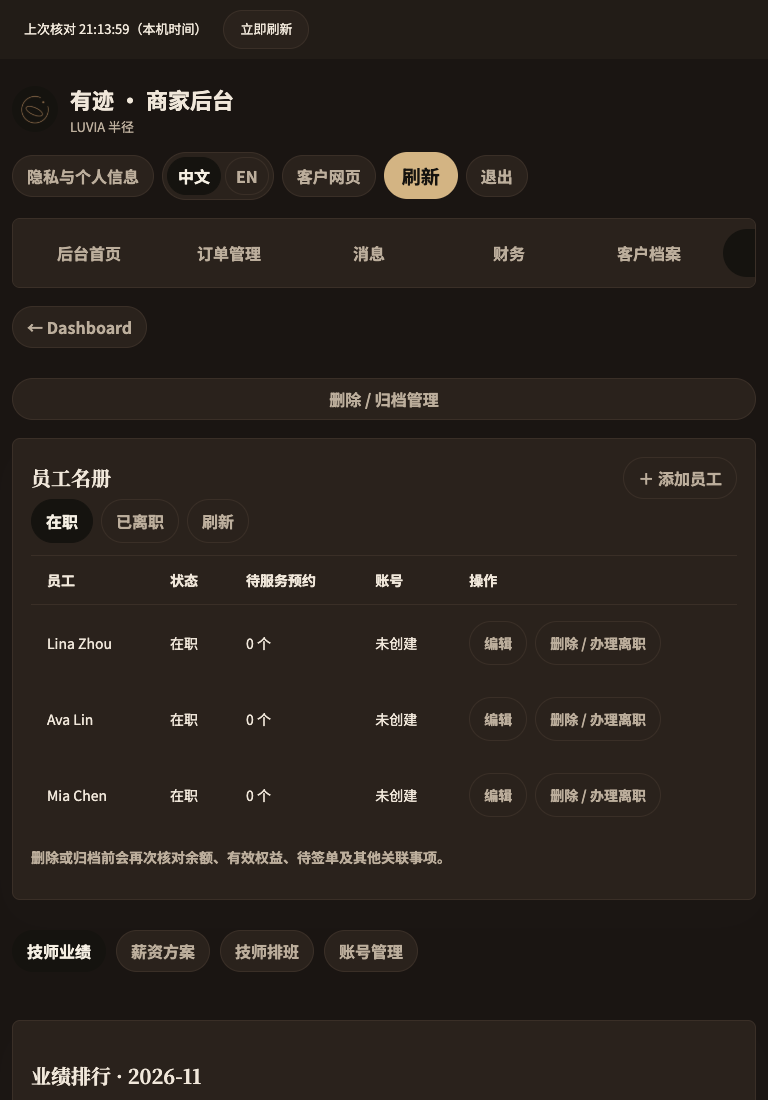 上次核对 21:13:59（本机时间） 立即刷新
有迹 · 商家后台
LUVIA 半径
隐私与个人信息 中文 EN 客户网页 刷新 退出
后台首页 订单管理 消息 财务 客户档案
← Dashboard
删除 / 归档管理
员工名册 ＋ 添加员工
在职 已离职 刷新
员工 状态 待服务预约 账号 操作
Lina Zhou 在职 0 个 未创建 编辑 删除 / 办理离职
Ava Lin 在职 0 个 未创建 编辑 删除 / 办理离职
Mia Chen 在职 0 个 未创建 编辑 删除 / 办理离职
删除或归档前会再次核对余额、有效权益、待签单及其他关联事项。
技师业绩 薪资方案 技师排班 账号管理
业绩排行 · 2026-11